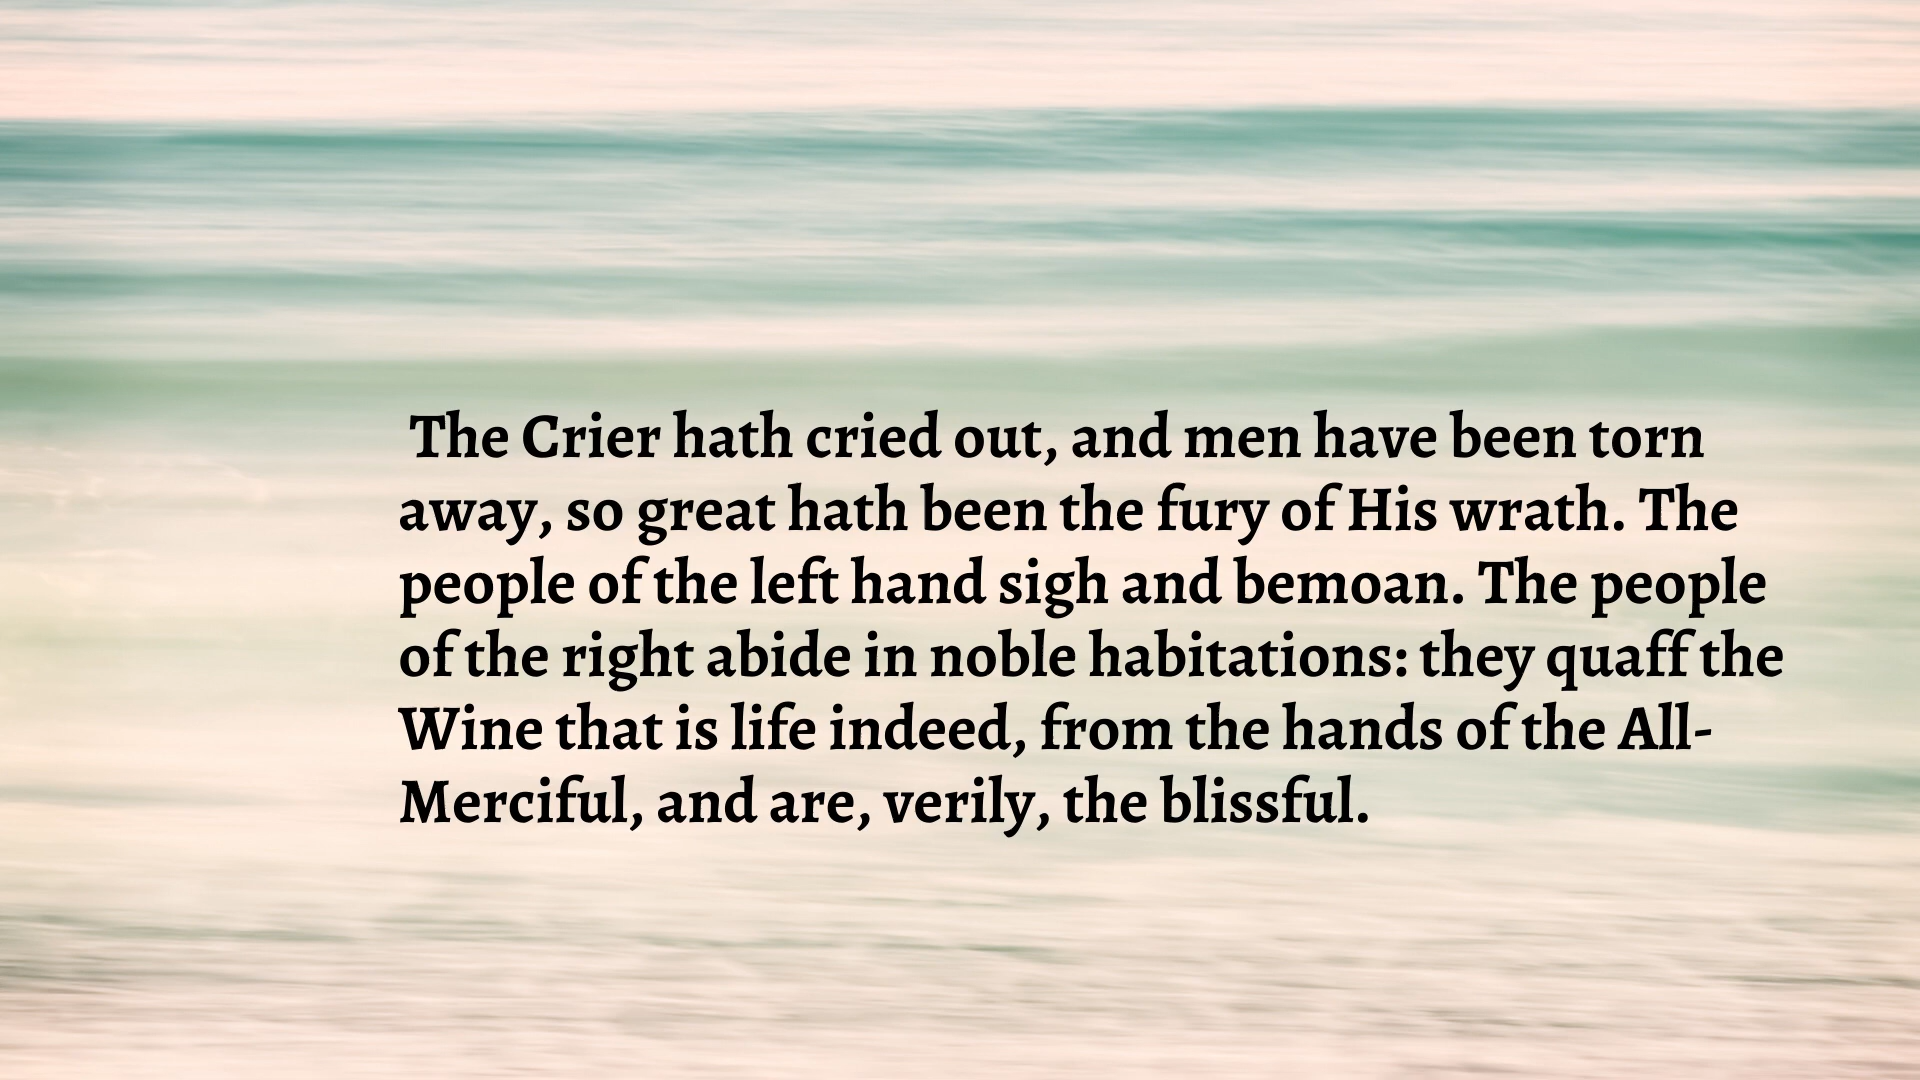 The Crier hath cried out, and men have been torn
away, so great hath been the fury of His wrath. The
people of the left hand sigh and bemoan. The people
of the right abide in noble habitations: they quaff the
Wine that is life indeed, from the hands of the All-
Merciful, and are, verily, the blissful.